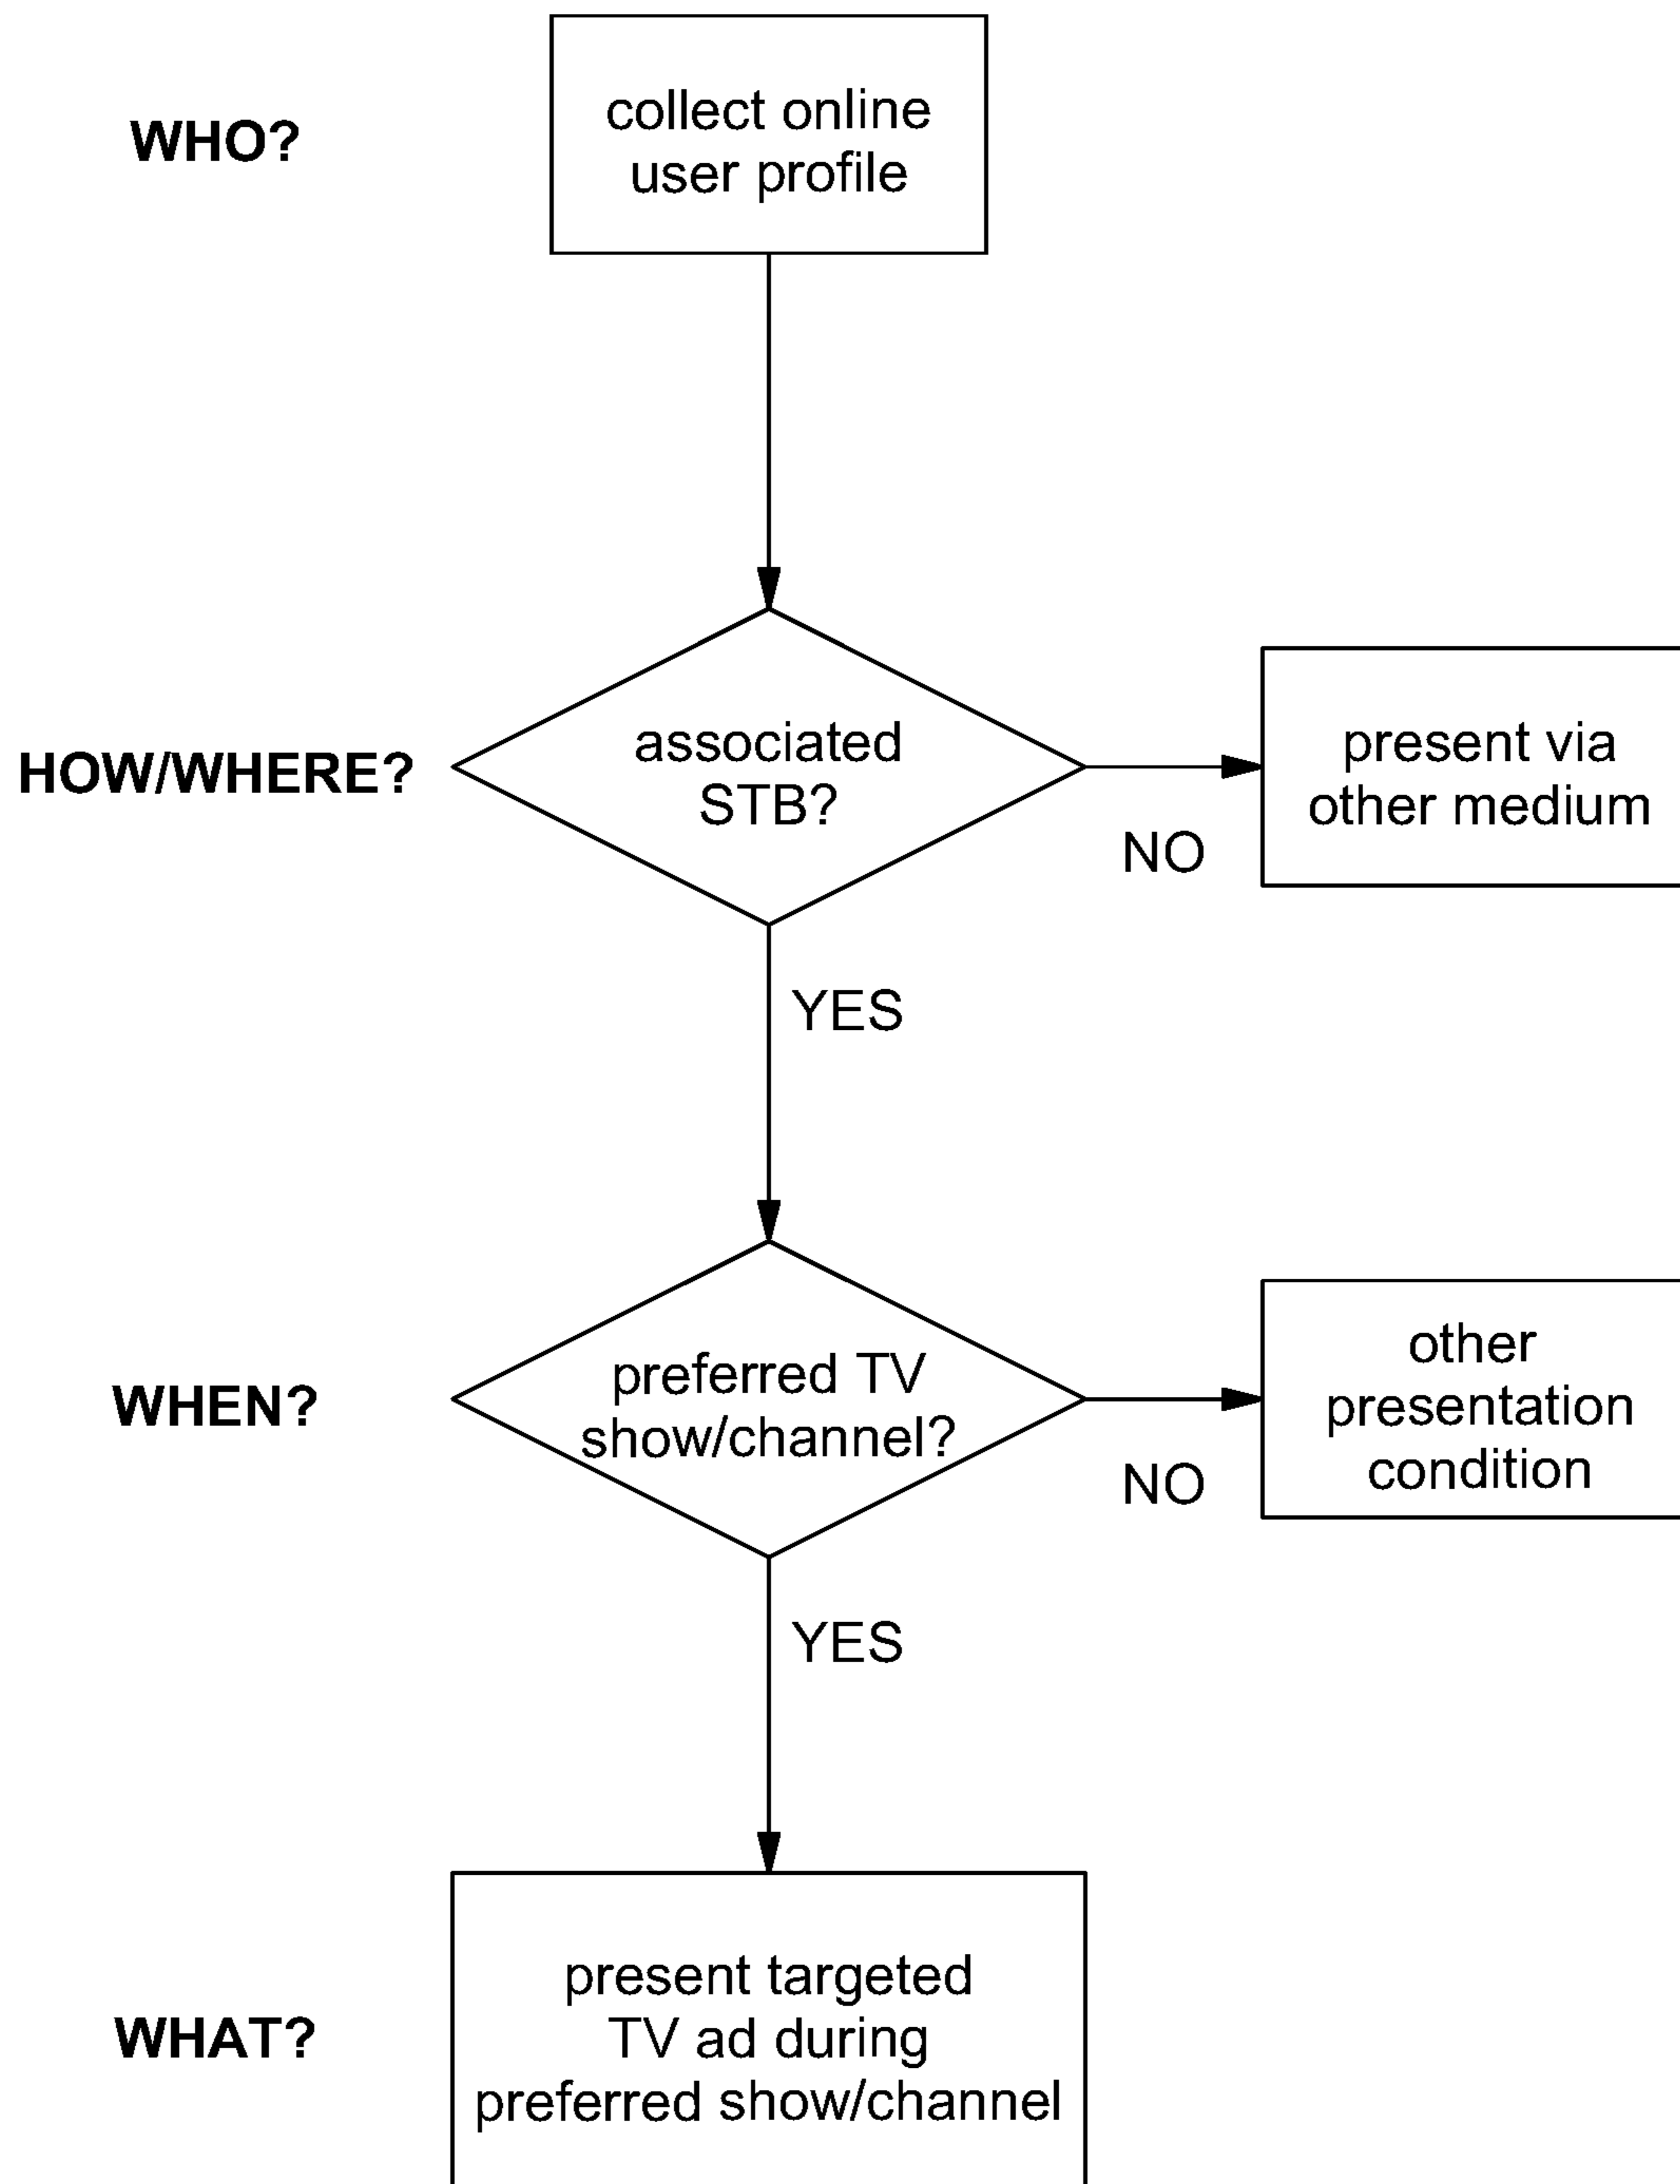 WHO?
collect online
user profile
HOW/WHERE?
associated
STB?
NO
present via
other medium
YES
WHEN?
preferred TV
show/channel?
NO
other
presentation
condition
YES
WHAT?
present targeted
TV ad during
preferred show/channel